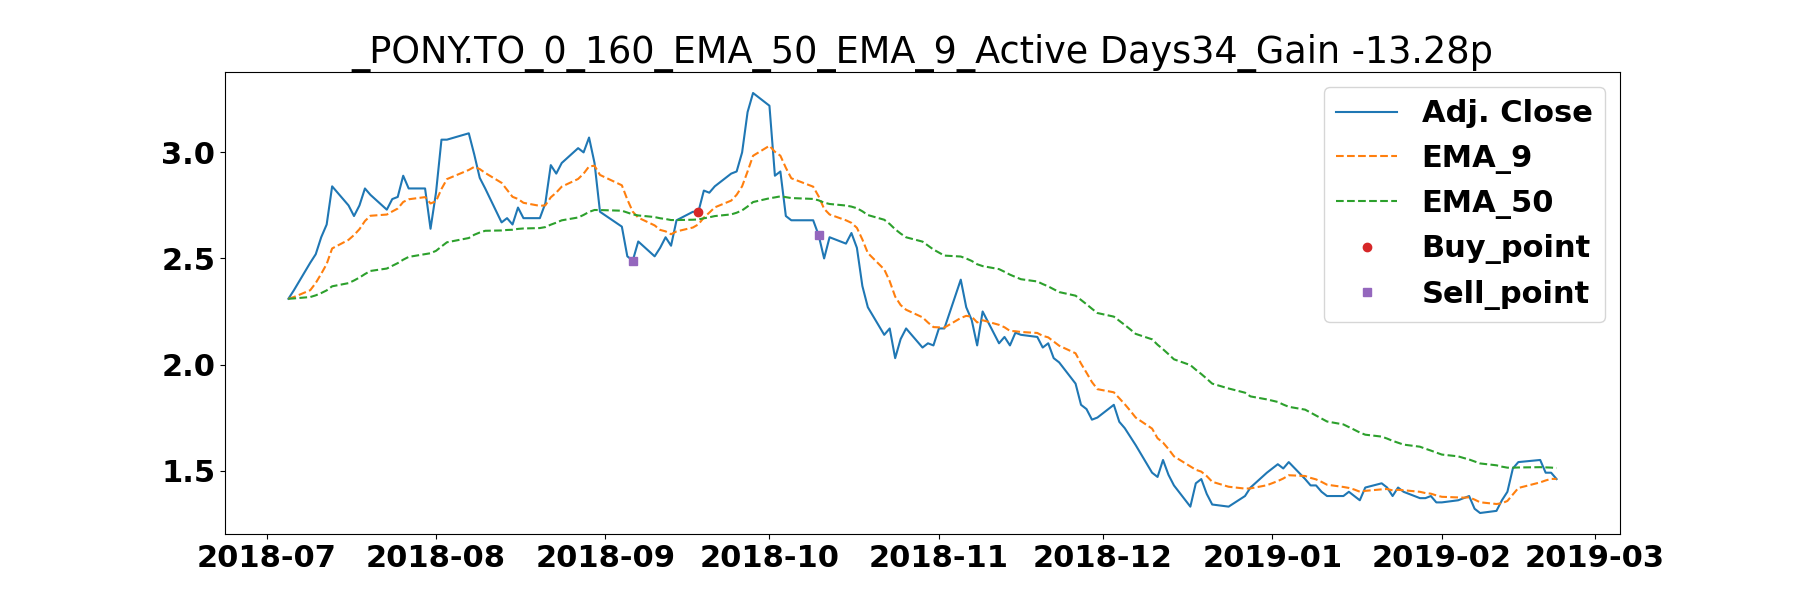 _PONY.TO_0_160_EMA_50_EMA_9_Active Days34_Gain -13.28p
Adj. Close
EMA_9
EMA_50
Buy_point
Sell_point
3.0
2.5
2.0
1.5
2018-07 2018-08 2018-09 2018-10 2018-11 2018-12 2019-01 2019-02 2019-03